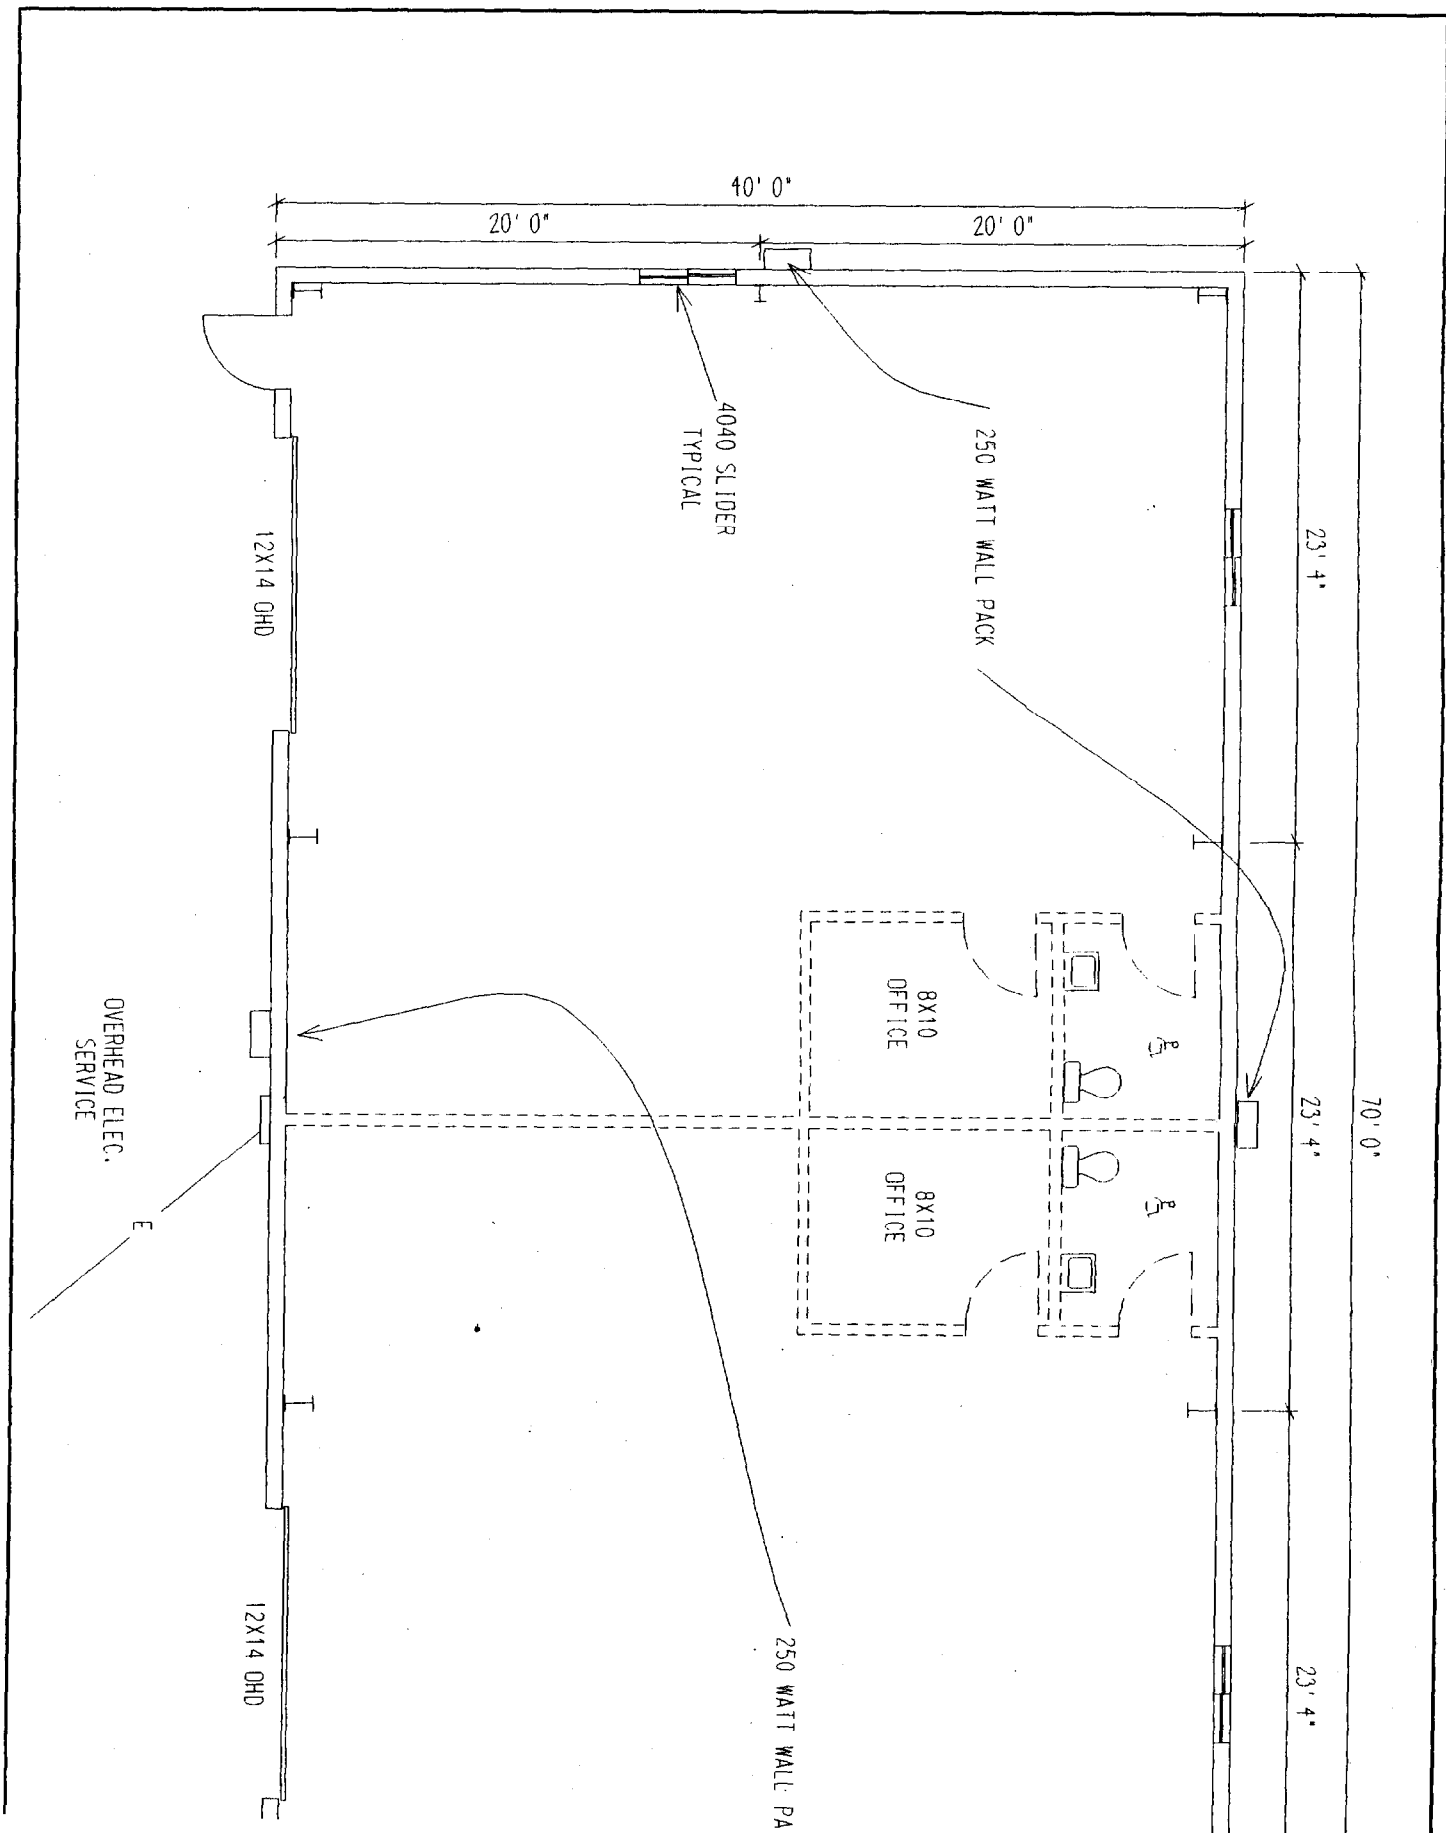 70' 0"
23' 4"
23' 4"
23' 4"
40' 0"
20' 0"
20' 0"
250 WATT WALL PACK
4040 SLIDER
TYPICAL
8X10
OFFICE
8X10
OFFICE
12X14 OHD
OVERHEAD ELEC.
SERVICE
E
12X14 OHD
250 WATT WALL PA